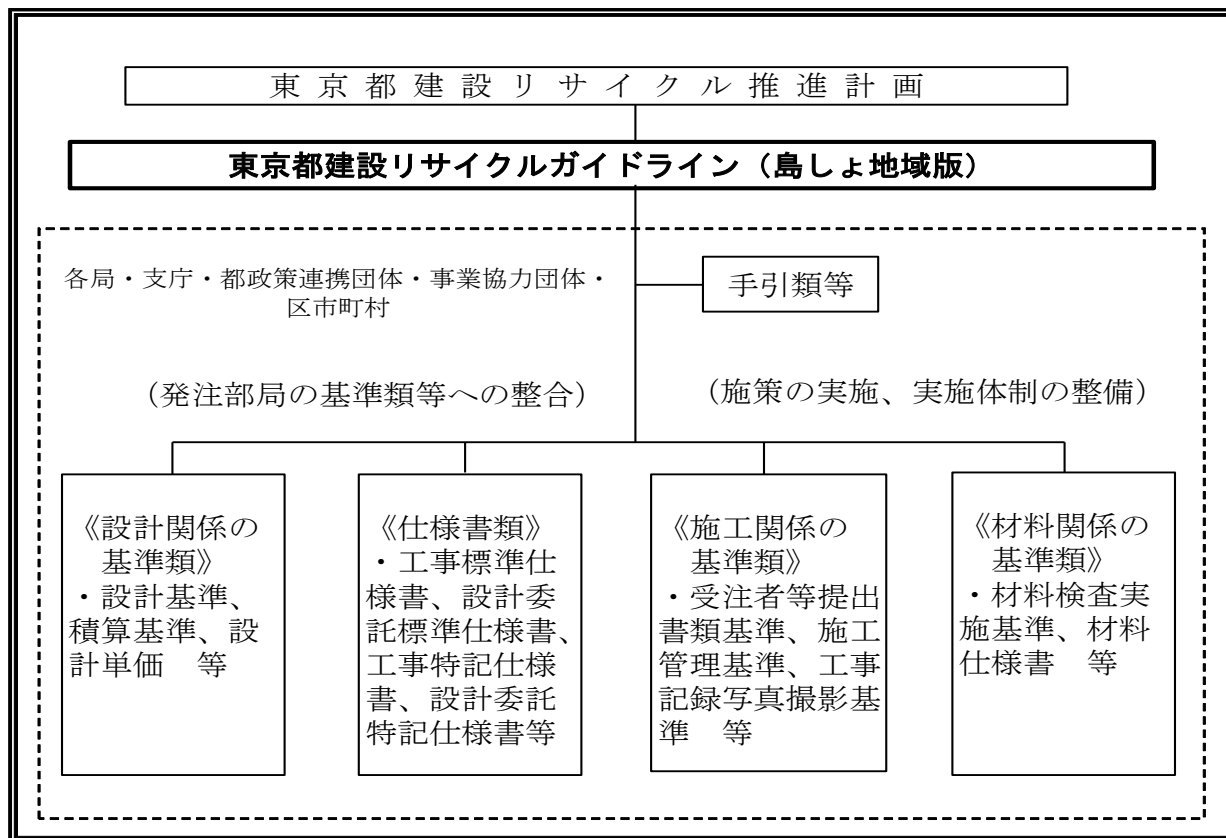 東京都建設リサイクル推進計画
東京都建設リサイクルガイドライン（島しょ地域版）
各局・支庁・都政策連携団体・事業協力団体・
区市町村
手引類等
（発注部局の基準類等への整合）
（施策の実施、実施体制の整備）
《設計関係の
基準類》
・設計基準、
積算基準、設
計単価　等
《仕様書類》
・工事標準仕
様書、設計委
託標準仕様書、
工事特記仕様
書、設計委託
特記仕様書等
《施工関係の
基準類》
・受注者等提出
書類基準、施工
管理基準、工事
記録写真撮影基
準　等
《材料関係の
基準類》
・材料検査実
施基準、材料
仕様書　等